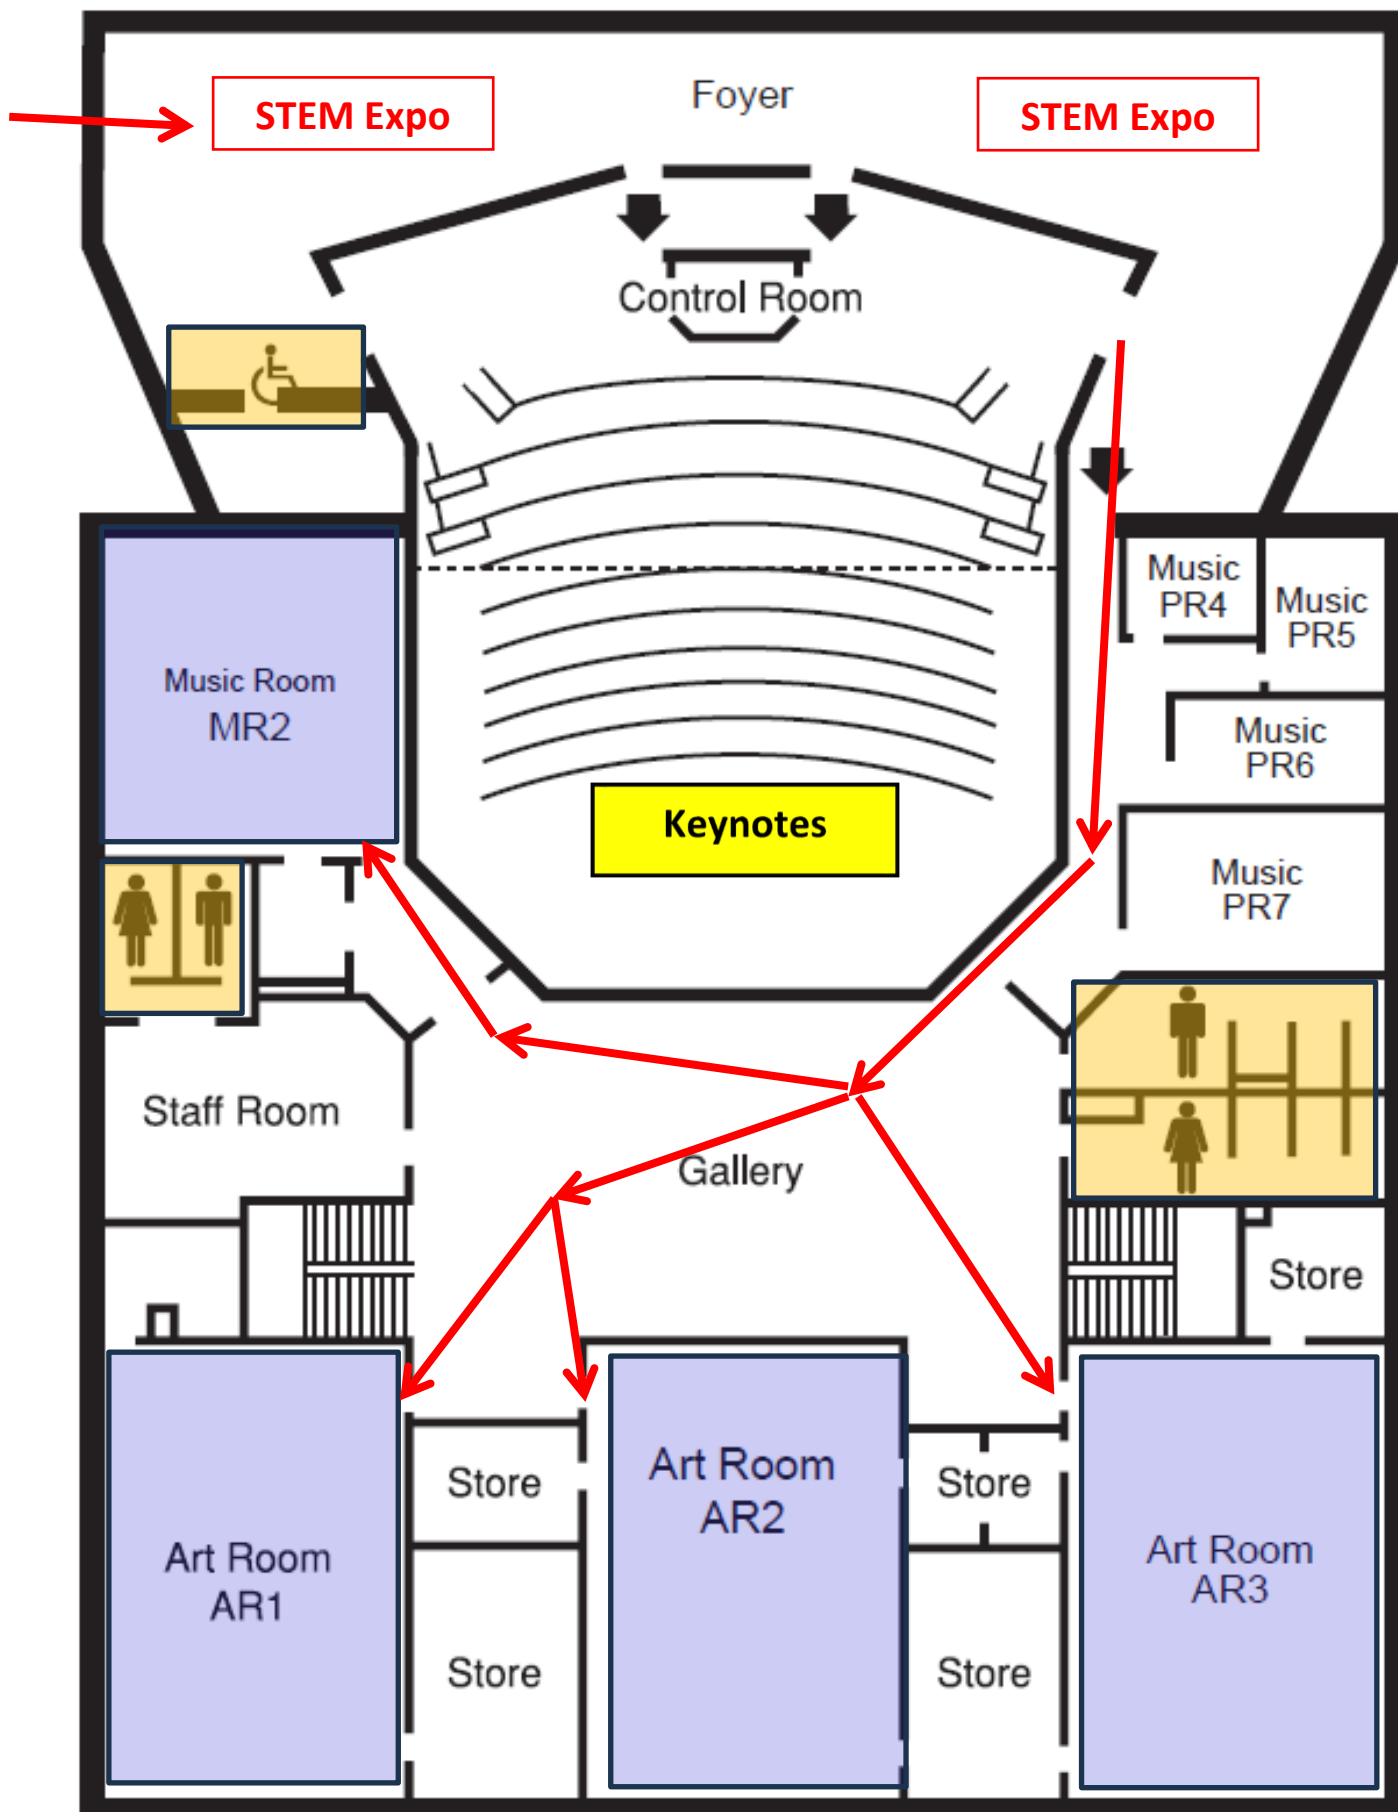 STEM Expo
Foyer
STEM Expo
Control Room
Music
PR4
Music
PR5
Music Room
MR2
Music
PR6
Keynotes
Music
PR7
Staff Room
Gallery
Store
Art Room
AR2
Store
Store
Art Room
AR1
Art Room
AR3
Store
Store